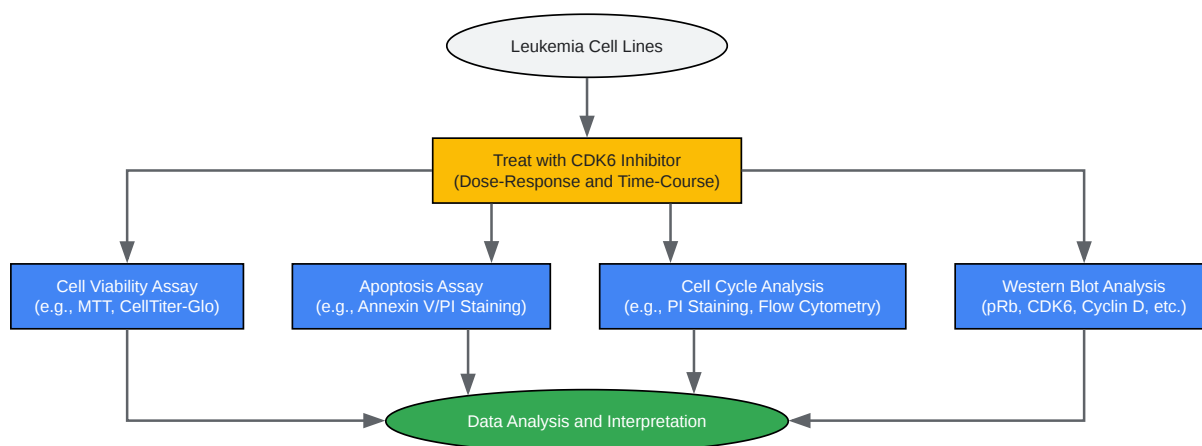 Leukemia Cell Lines
Treat with CDK6 Inhibitor
(Dose-Response and Time-Course)
Cell Viability Assay
(e.g., MTT, CellTiter-Glo)
Apoptosis Assay
(e.g., Annexin V/PI Staining)
Cell Cycle Analysis
(e.g., PI Staining, Flow Cytometry)
Western Blot Analysis
(pRb, CDK6, Cyclin D, etc.)
Data Analysis and Interpretation